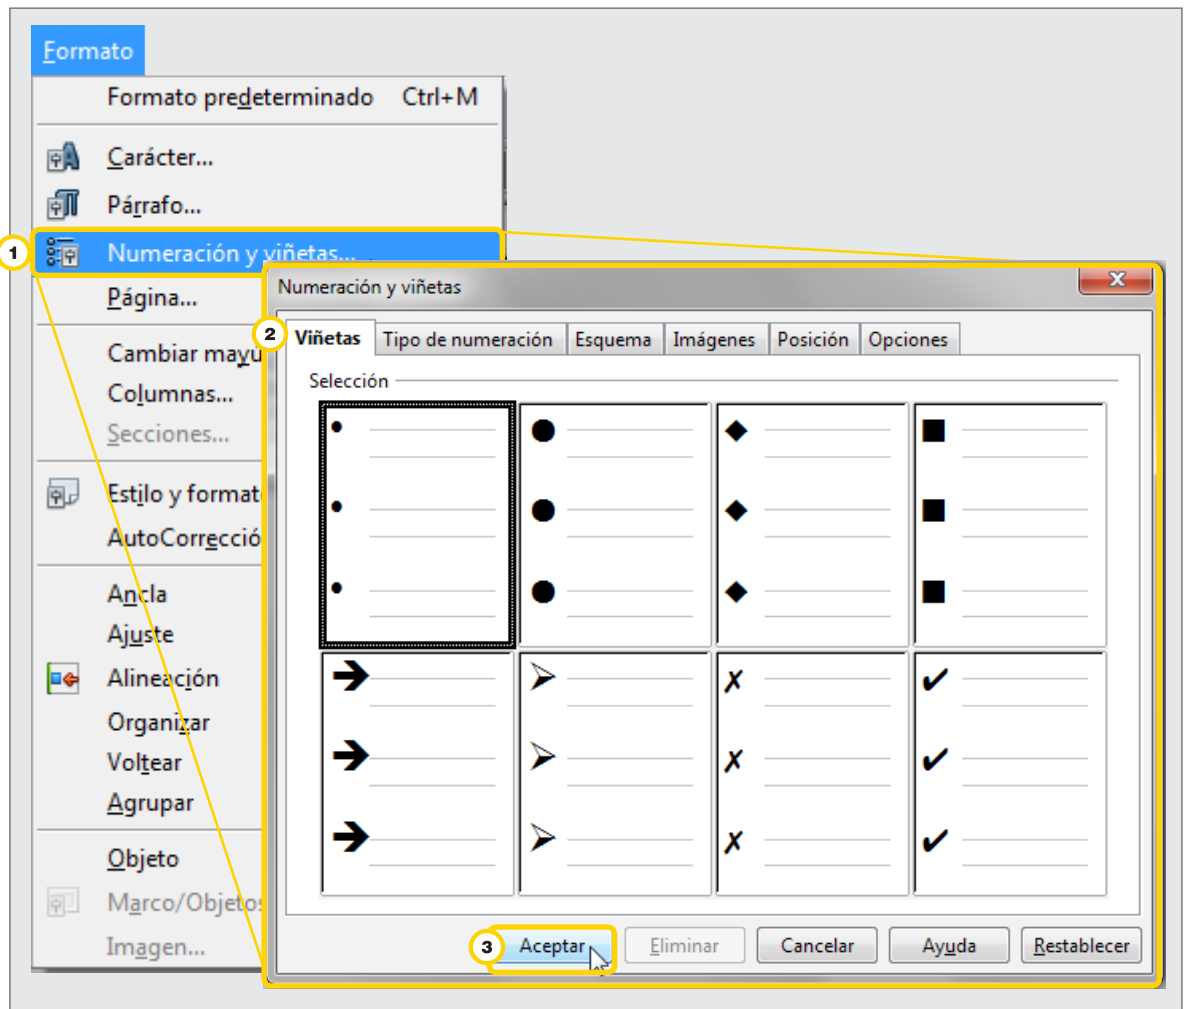 Formato
Formato predeterminado Ctrl+M
Carácter...
Párrafo...
1
Numeración y viñetas...
Página...
Cambiar mayú
Columnas...
Secciones...
Estilo y format
AutoCorrecció
Ancla
Ajuste
Alineación
Organizar
Voltear
Agrupar
Objeto
Marco/Objetos
Imagen...
Numeración y viñetas
2
Viñetas Tipo de numeración Esquema Imágenes Posición Opciones
Selección
3
Aceptar Eliminar Cancelar Ayuda Restablecer